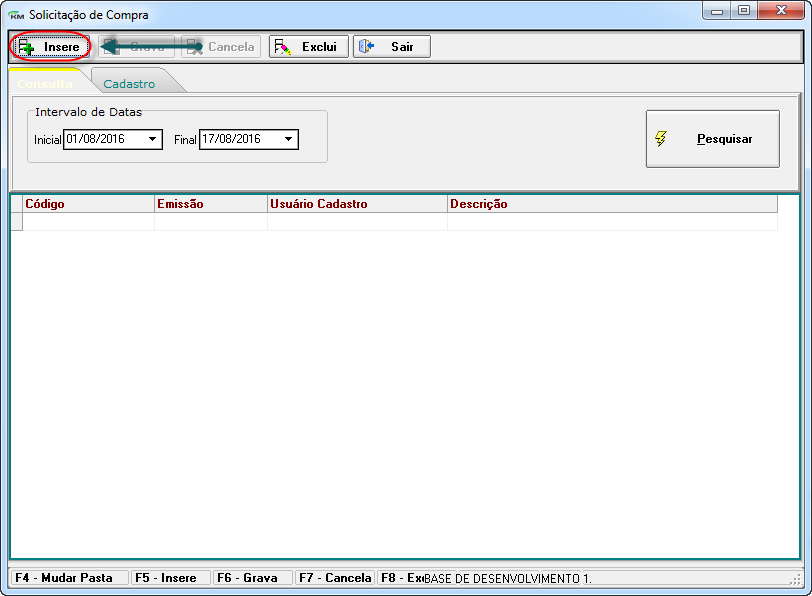 KM Solicitação de Compra
Insere Grava Cancela Exclui Sair
Consulta Cadastro
Intervalo de Datas
Inicial 01/08/2016 Final 17/08/2016
Pesquisar
Código Emissão Usuário Cadastro Descrição
F4 - Mudar Pasta F5 - Insere F6 - Grava F7 - Cancela F8 - Exc BASE DE DESENVOLVIMENTO 1.